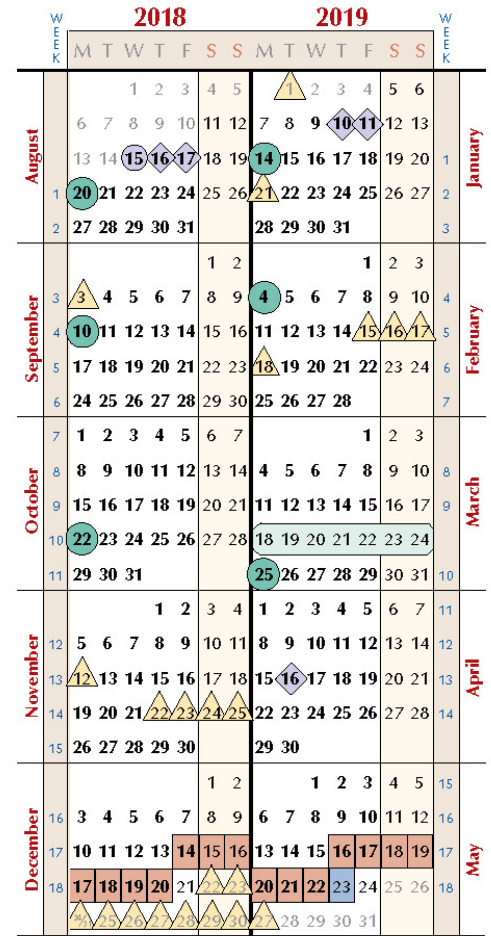 2018 2019
WEEK M T W T F S S M T W T F S S WEEK
August January
1 2 3 4 5 1 2 3 4 5 6
6 7 8 9 10 11 12 7 8 9 10 11 12 13
13 14 15 16 17 18 19 14 15 16 17 18 19 20 1
1 20 21 22 23 24 25 26 21 22 23 24 25 26 27 2
2 27 28 29 30 31 28 29 30 31 3
September February
1 2 1 2 3
3 3 4 5 6 7 8 9 4 5 6 7 8 9 10 4
4 10 11 12 13 14 15 16 11 12 13 14 15 16 17 5
5 17 18 19 20 21 22 23 18 19 20 21 22 23 24 6
6 24 25 26 27 28 29 30 25 26 27 28 7
October March
7 1 2 3 4 5 6 7 1 2 3
8 8 9 10 11 12 13 14 4 5 6 7 8 9 10 8
9 15 16 17 18 19 20 21 11 12 13 14 15 16 17 9
10 22 23 24 25 26 27 28 18 19 20 21 22 23 24
11 29 30 31 25 26 27 28 29 30 31 10
November April
1 2 3 4 1 2 3 4 5 6 7 11
12 5 6 7 8 9 10 11 8 9 10 11 12 13 14 12
13 12 13 14 15 16 17 18 15 16 17 18 19 20 21 13
14 19 20 21 22 23 24 25 22 23 24 25 26 27 28 14
15 26 27 28 29 30 29 30
December May
1 2 1 2 3 4 5 15
16 3 4 5 6 7 8 9 6 7 8 9 10 11 12 16
17 10 11 12 13 14 15 16 13 14 15 16 17 18 19 17
18 17 18 19 20 21 22 23 20 21 22 23 24 25 26 18
25 26 27 28 29 30 27 28 29 30 31